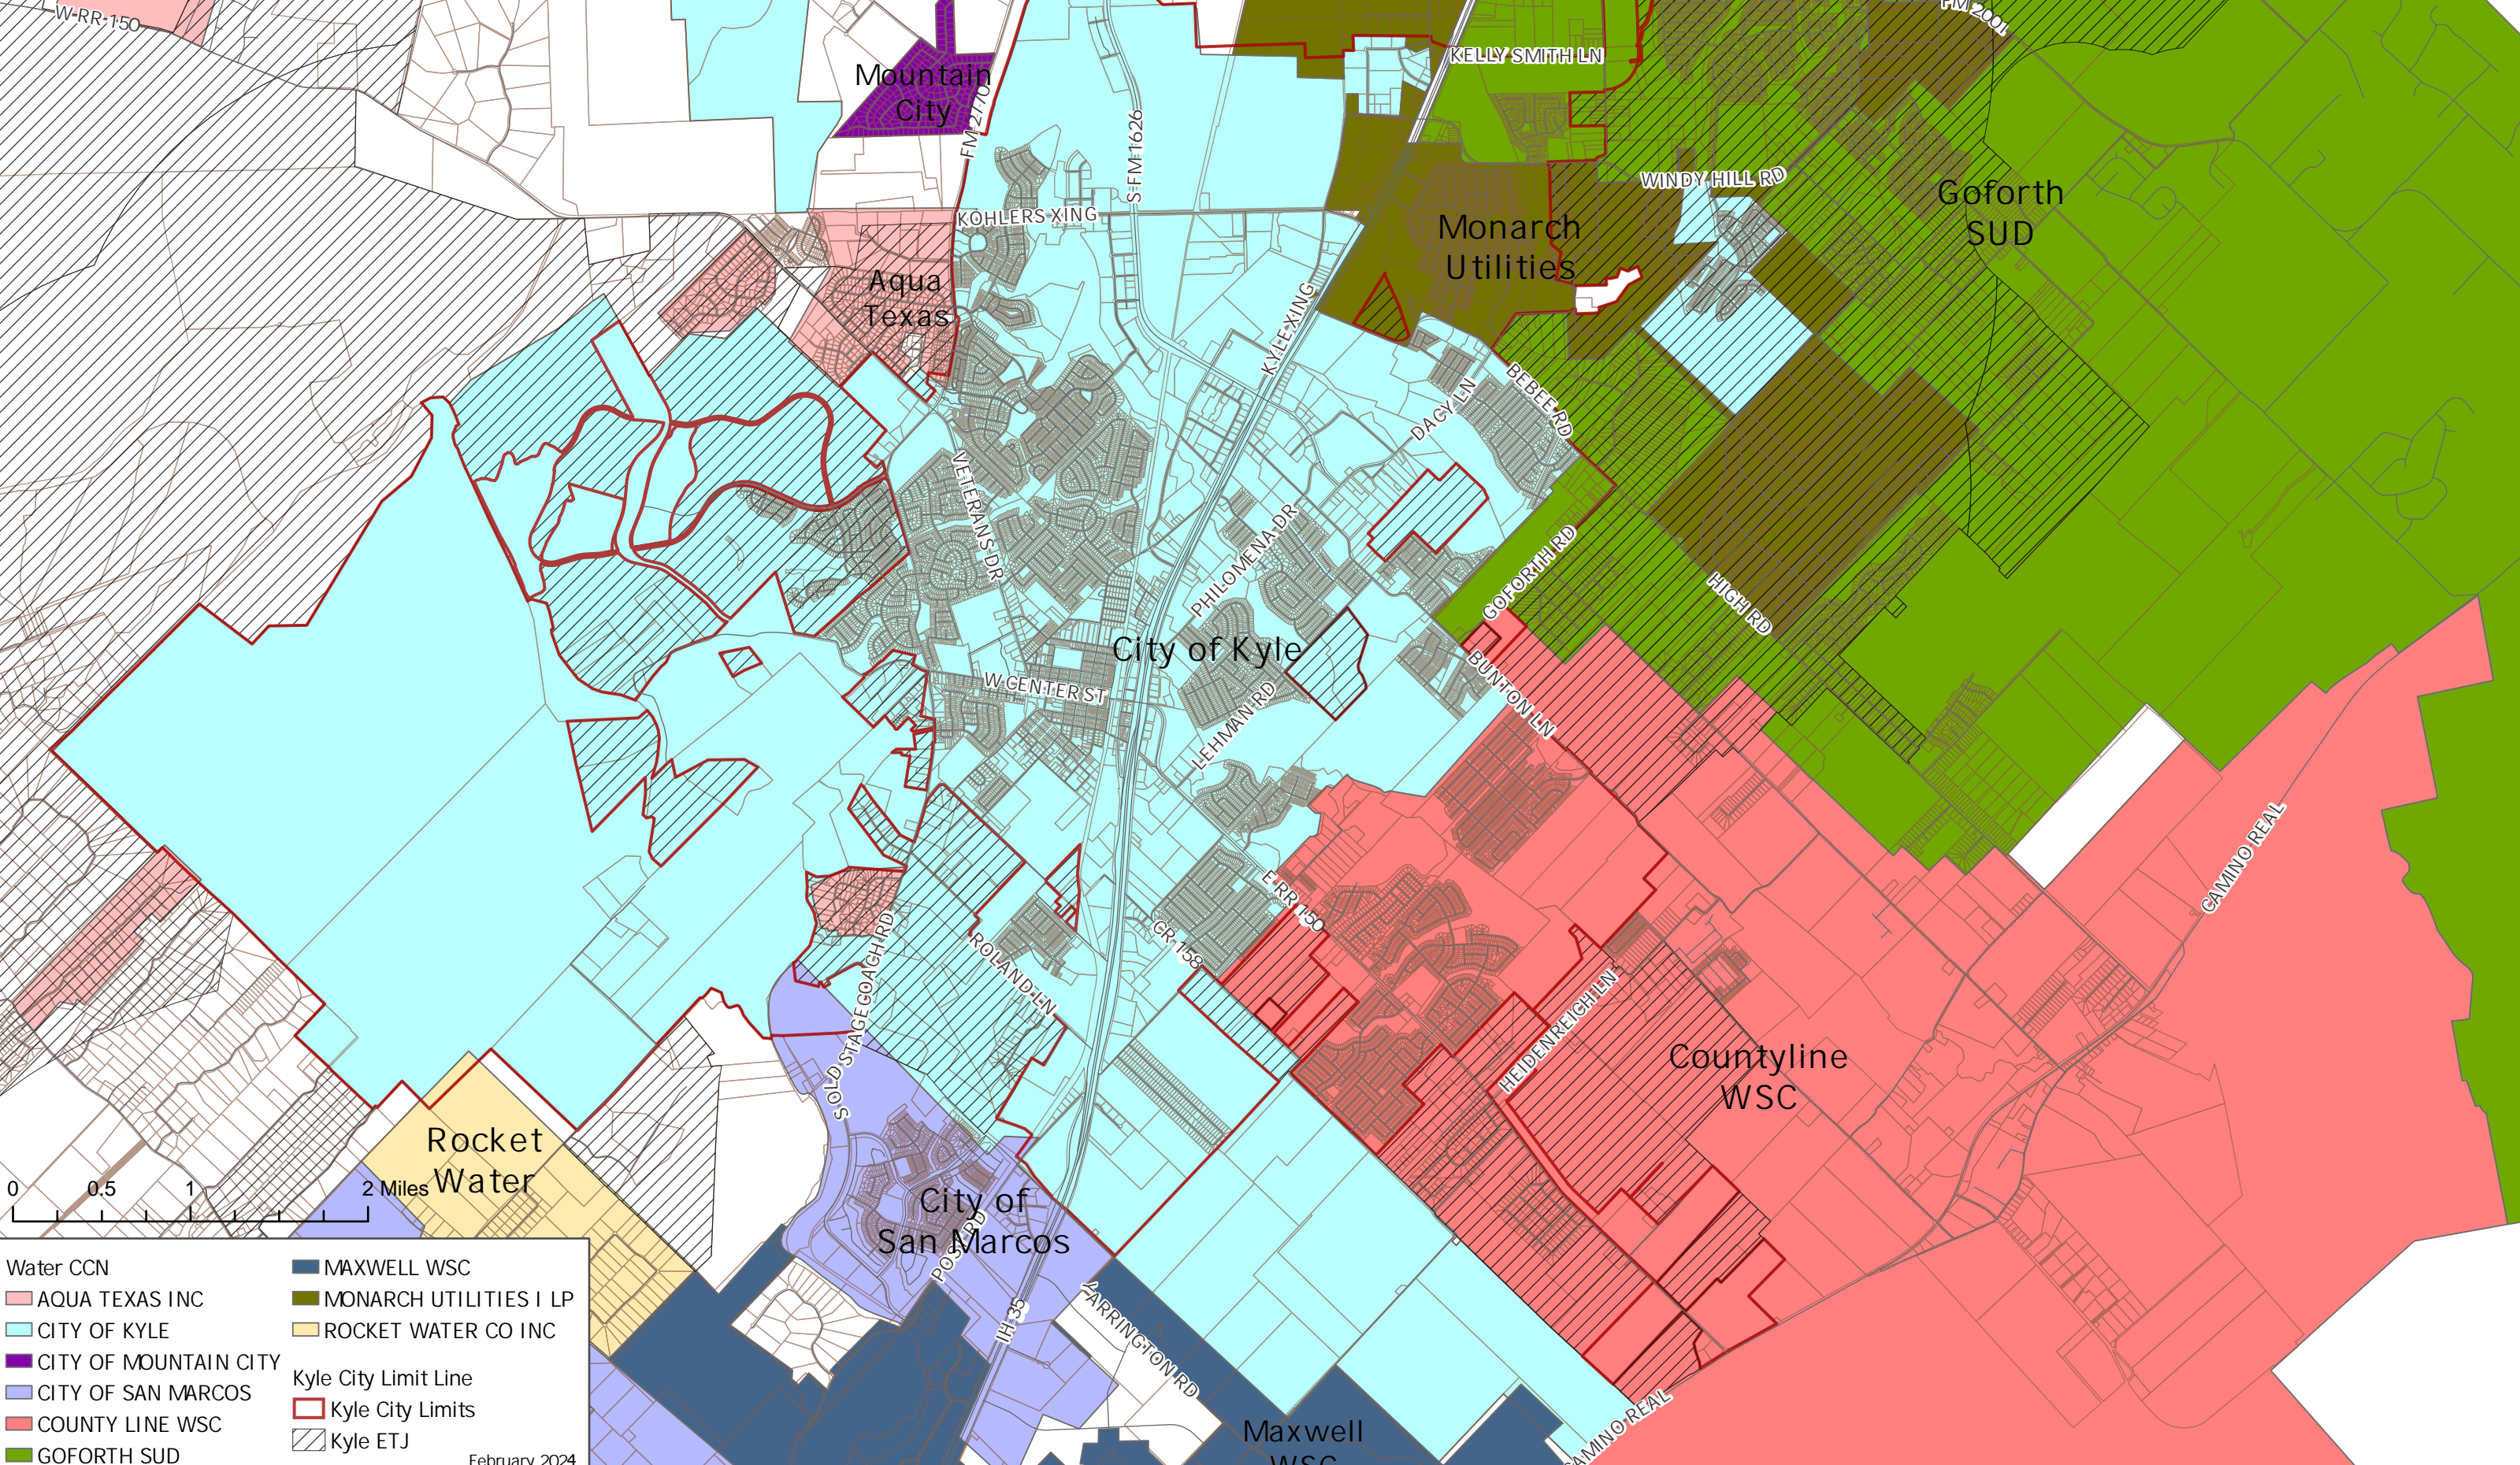 W RR 150
FM 2001
Mountain
City
FM 2770
S FM 1626
KELLY SMITH LN
WINDY HILL RD
Goforth
SUD
KOHLERS XING
Monarch
Utilities
Aqua
Texas
KYLE XING
DACY LN
BEBEE RD
VETERANS DR
PHILOMENA DR
GOFORTH RD
HIGH RD
City of Kyle
W CENTER ST
LEHMAN RD
BUNTON LN
CAMINO REAL
E RR 150
CR 158
ROLAND LN
S OLD STAGECOACH RD
HEIDENREICH LN
Countyline
WSC
Rocket
Water
0 0.5 1 2 Miles
City of
San Marcos
POST RD
IH 35
YARRINGTON RD
CAMINO REAL
Maxwell
WSC
Water CCN
AQUA TEXAS INC
CITY OF KYLE
CITY OF MOUNTAIN CITY
CITY OF SAN MARCOS
COUNTY LINE WSC
GOFORTH SUD
MAXWELL WSC
MONARCH UTILITIES I LP
ROCKET WATER CO INC
Kyle City Limit Line
Kyle City Limits
Kyle ETJ
February 2024